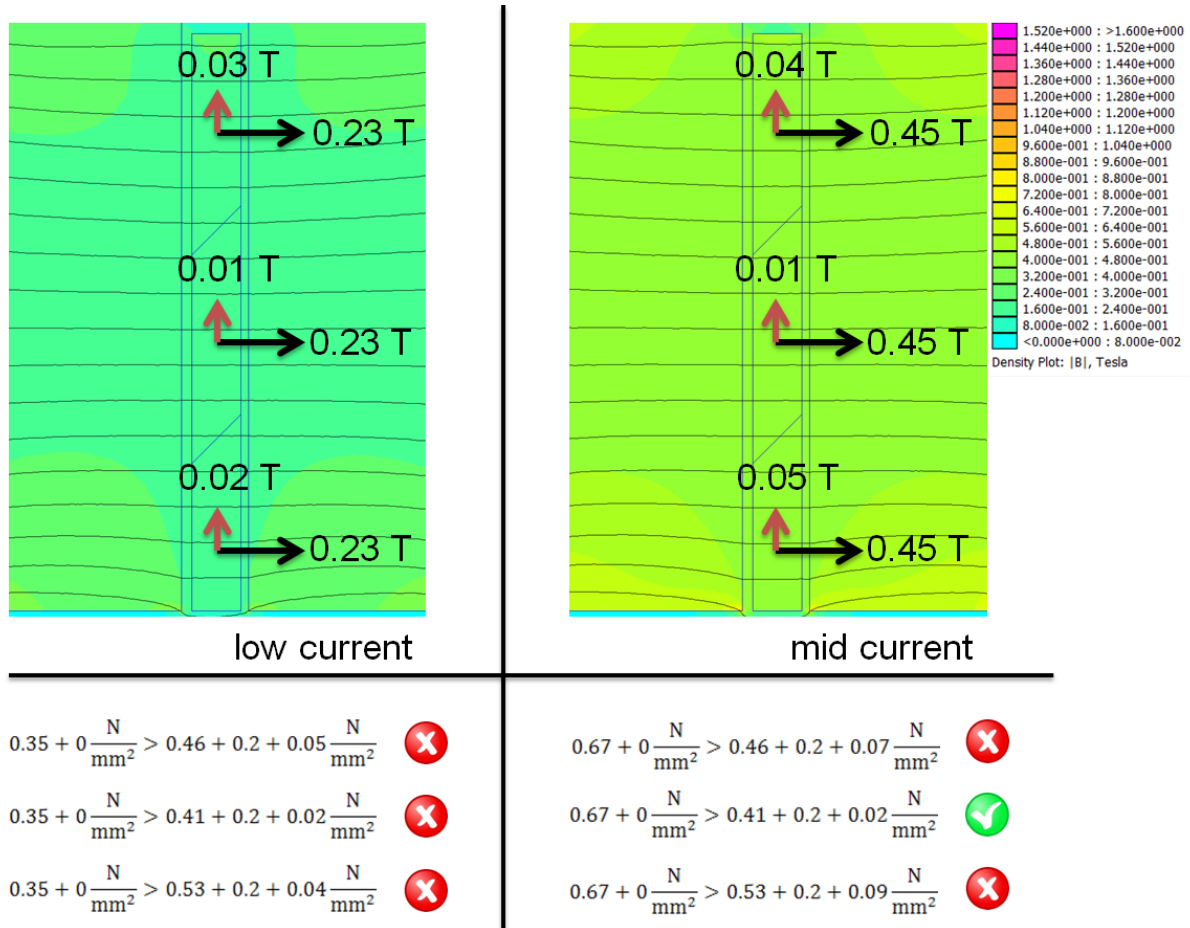 0.03 T
0.23 T
0.01 T
0.23 T
0.02 T
0.23 T
low current
0.04 T
0.45 T
0.01 T
0.45 T
0.05 T
0.45 T
mid current
1.520e+000 : >1.600e+000
1.440e+000 : 1.520e+000
1.360e+000 : 1.440e+000
1.280e+000 : 1.360e+000
1.200e+000 : 1.280e+000
1.120e+000 : 1.200e+000
1.040e+000 : 1.120e+000
9.600e-001 : 1.040e+000
8.800e-001 : 9.600e-001
8.000e-001 : 8.800e-001
7.200e-001 : 8.000e-001
6.400e-001 : 7.200e-001
5.600e-001 : 6.400e-001
4.800e-001 : 5.600e-001
4.000e-001 : 4.800e-001
3.200e-001 : 4.000e-001
2.400e-001 : 3.200e-001
1.600e-001 : 2.400e-001
8.000e-002 : 1.600e-001
<0.000e+000 : 8.000e-002
Density Plot: |B|, Tesla
0.35 + 0 N/mm² > 0.46 + 0.2 + 0.05 N/mm²
0.35 + 0 N/mm² > 0.41 + 0.2 + 0.02 N/mm²
0.35 + 0 N/mm² > 0.53 + 0.2 + 0.04 N/mm²
0.67 + 0 N/mm² > 0.46 + 0.2 + 0.07 N/mm²
0.67 + 0 N/mm² > 0.41 + 0.2 + 0.02 N/mm²
0.67 + 0 N/mm² > 0.53 + 0.2 + 0.09 N/mm²